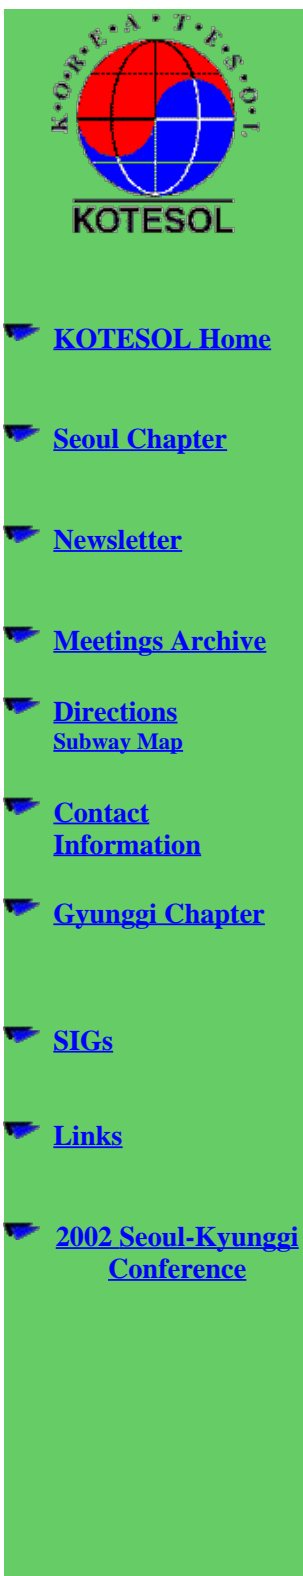 K·O·R·E·A·T·E·S·O·L
KOTESOL
KOTESOL Home
Seoul Chapter
Newsletter
Meetings Archive
Directions
Subway Map
Contact
Information
Gyunggi Chapter
SIGs
Links
2002 Seoul-Kyunggi
Conference